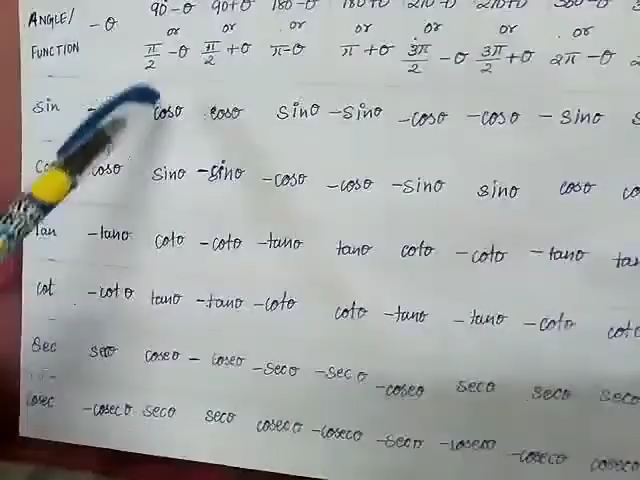 ANGLE/ -θ 90-θ 90+θ 180-θ 180+θ 270-θ 270+θ 360-θ
or or or or or or
FUNCTION π/2 -θ π/2 +θ π-θ π+θ 3π/2 -θ 3π/2 +θ 2π-θ
sin cosθ cosθ sinθ -sinθ -cosθ -cosθ -sinθ
cosθ sinθ -sinθ -cosθ -cosθ -sinθ sinθ cosθ
tan -tanθ cotθ -cotθ -tanθ tanθ cotθ -cotθ -tanθ
cot -cotθ tanθ -tanθ -cotθ cotθ -tanθ -tanθ -cotθ
sec secθ cosecθ - cosecθ -secθ -secθ -cosecθ secθ secθ
cosec -cosecθ secθ secθ cosecθ -cosecθ -secθ -cosecθ cosecθ